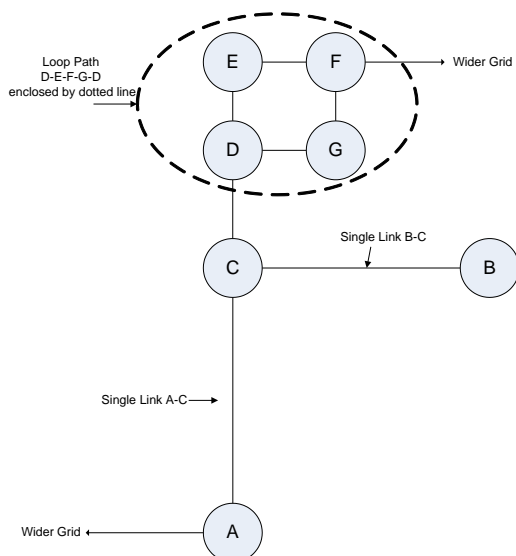 Loop Path
D-E-F-G-D
enclosed by dotted line
E
F
Wider Grid
D
G
Single Link B-C
C
B
Single Link A-C
Wider Grid
A